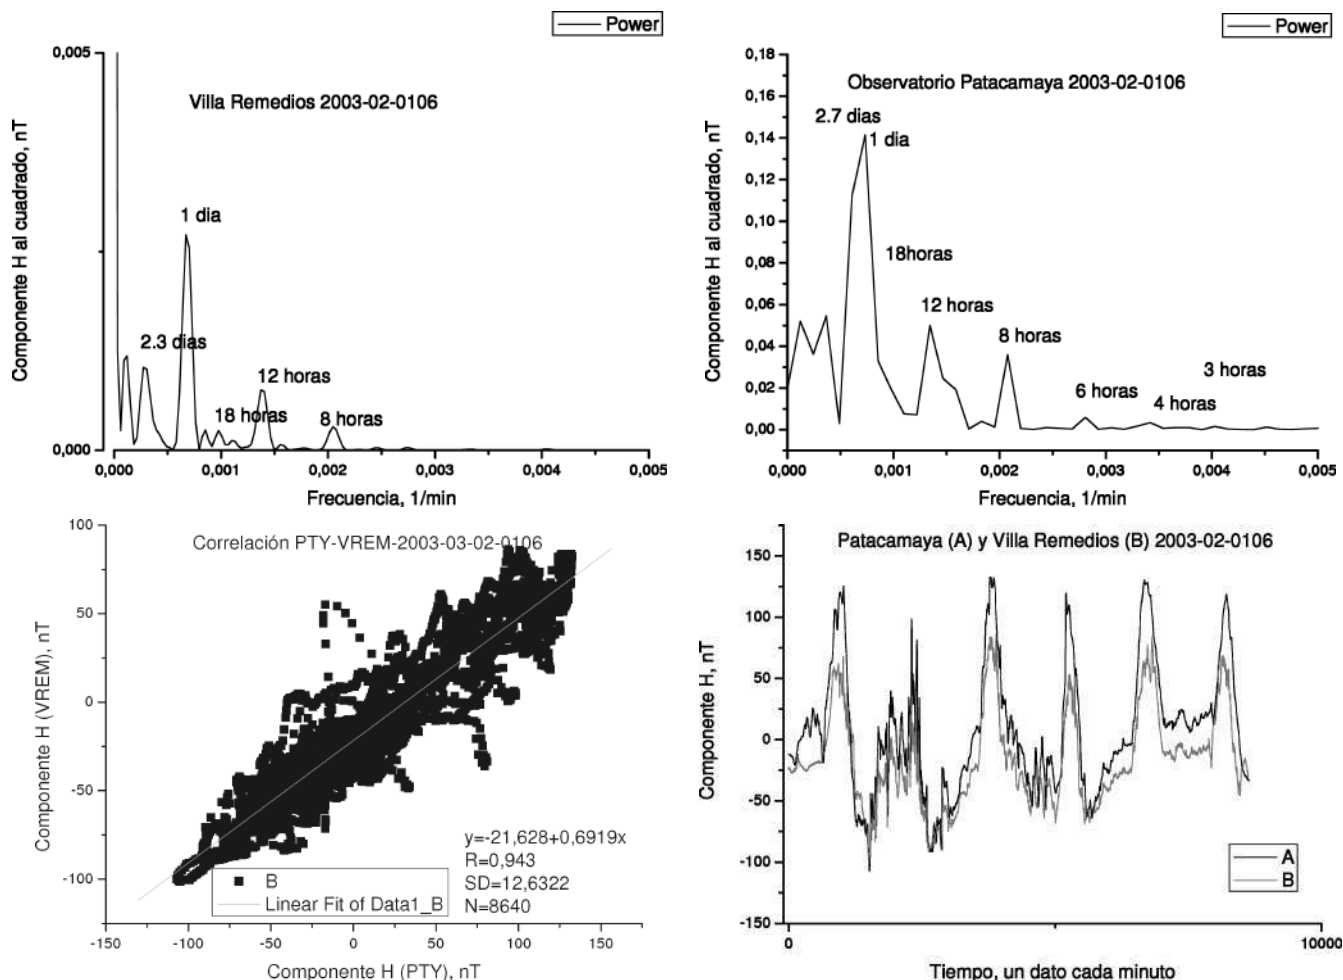 Power
0,005
Villa Remedios 2003-02-0106
Componente H al cuadrado, nT
1 dia
2.3 dias
12 horas
18 horas
8 horas
0,000
0,000 0,001 0,002 0,003 0,004 0,005
Frecuencia, 1/min
Power
0,18
0,16
0,14
0,12
0,10
0,08
0,06
0,04
0,02
0,00
Observatorio Patacamaya 2003-02-0106
Componente H al cuadrado, nT
2.7 dias
1 dia
18horas
12 horas
8 horas
3 horas
6 horas
4 horas
0,000 0,001 0,002 0,003 0,004 0,005
Frecuencia, 1/min
100
50
0
-50
-100
Correlación PTY-VREM-2003-03-02-0106
Componente H (VREM), nT
y=-21,628+0,6919x
R=0,943
SD=12,6322
N=8640
B
Linear Fit of Data1_B
-150 -100 -50 0 50 100 150
Componente H (PTY), nT
150
100
50
0
-50
-100
-150
Patacamaya (A) y Villa Remedios (B) 2003-02-0106
Componente H, nT
A
B
0 10000
Tiempo, un dato cada minuto